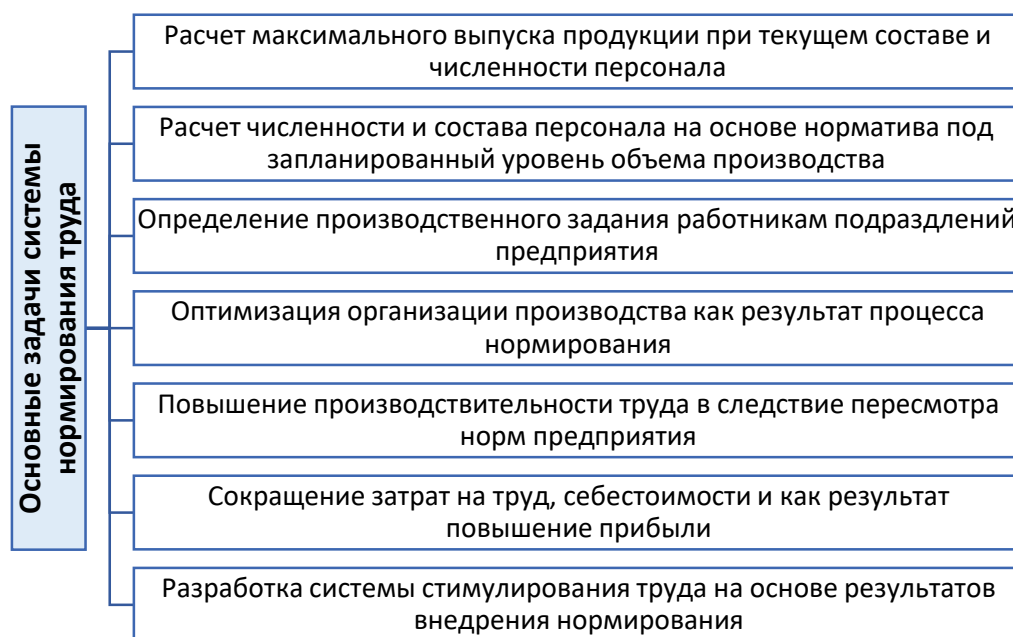 Основные задачи системы
нормирования труда
Расчет максимального выпуска продукции при текущем составе и
численности персонала
Расчет численности и состава персонала на основе норматива под
запланированный уровень объема производства
Определение производственного задания работникам подраздлений
предприятия
Оптимизация организации производства как результат процесса
нормирования
Повышение производствительности труда в следствие пересмотра
норм предприятия
Сокращение затрат на труд, себестоимости и как результат
повышение прибыли
Разработка системы стимулирования труда на основе результатов
внедрения нормирования